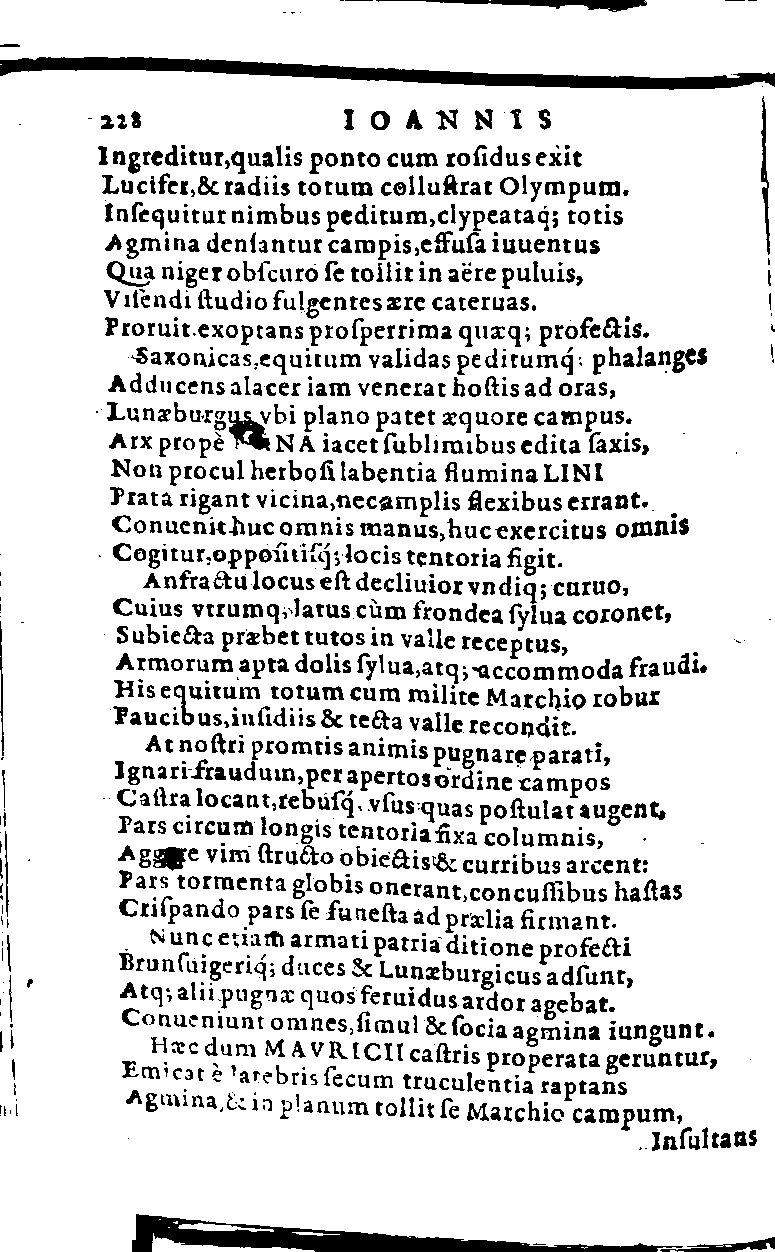 228 IOANNIS
Ingreditur,qualis ponto cum roſidus exit
Lucifer,& radiis totum colluſtrat Olympum.
Inſequitur nimbus peditum,clypeataq́; totis
Agmina denſantur campis,effuſa iuuentus
Qua niger obſcuro ſe tollit in aëre puluis,
Viſendi ſtudio fulgentes ære cateruas.
Proruit.exoptans proſperrima quæq; profectis.
Saxonicas,equitum validas peditumq́; phalanges
Adducens alacer iam venerat hoſtis ad oras,
Lunæburgus vbi plano patet æquore campus.
Arx propè NA iacet ſublimibus edita ſaxis,
Non procul herboſi labentia flumina LINI
Prata rigant vicina,nec amplis flexibus errant.
Conuenit huc omnis manus,huc exercitus omnis
Cogitur,oppoſitiſq́; locis tentoria figit.
Anfractu locus eſt decliuior vndiq; curuo,
Cuius vtrumq; latus cùm frondea ſylua coronet,
Subiecta præbet tutos in valle receptus,
Armorum apta dolis ſylua,atq; accommoda fraudi.
His equitum totum cum milite Marchio robur
Faucibus,inſidiis & tecta valle recondit.
At noſtri promtis animis pugnare parati,
Ignari fraudum,per apertos ordine campos
Caſtra locant,rebuſq́. vſus quas poſtulat augent,
Pars circum longis tentoria fixa columnis,
Aggere vim ſtructo obiectis & curribus arcent:
Pars tormenta globis onerant,concuſſibus haſtas
Criſpando pars ſe funeſta ad prælia firmant.
Nunc etiam armati patria ditione profecti
Brunſuigeriq́; duces & Lunæburgicus adſunt,
Atq; alii pugnæ quos feruidus ardor agebat.
Conueniunt omnes,ſimul & ſocia agmina iungunt.
Hæc dum MAVRICII caſtris properata geruntur,
Emicat è latebris ſecum truculentia raptans
Agmina,& in planum tollit ſe Marchio campum,
Inſultans